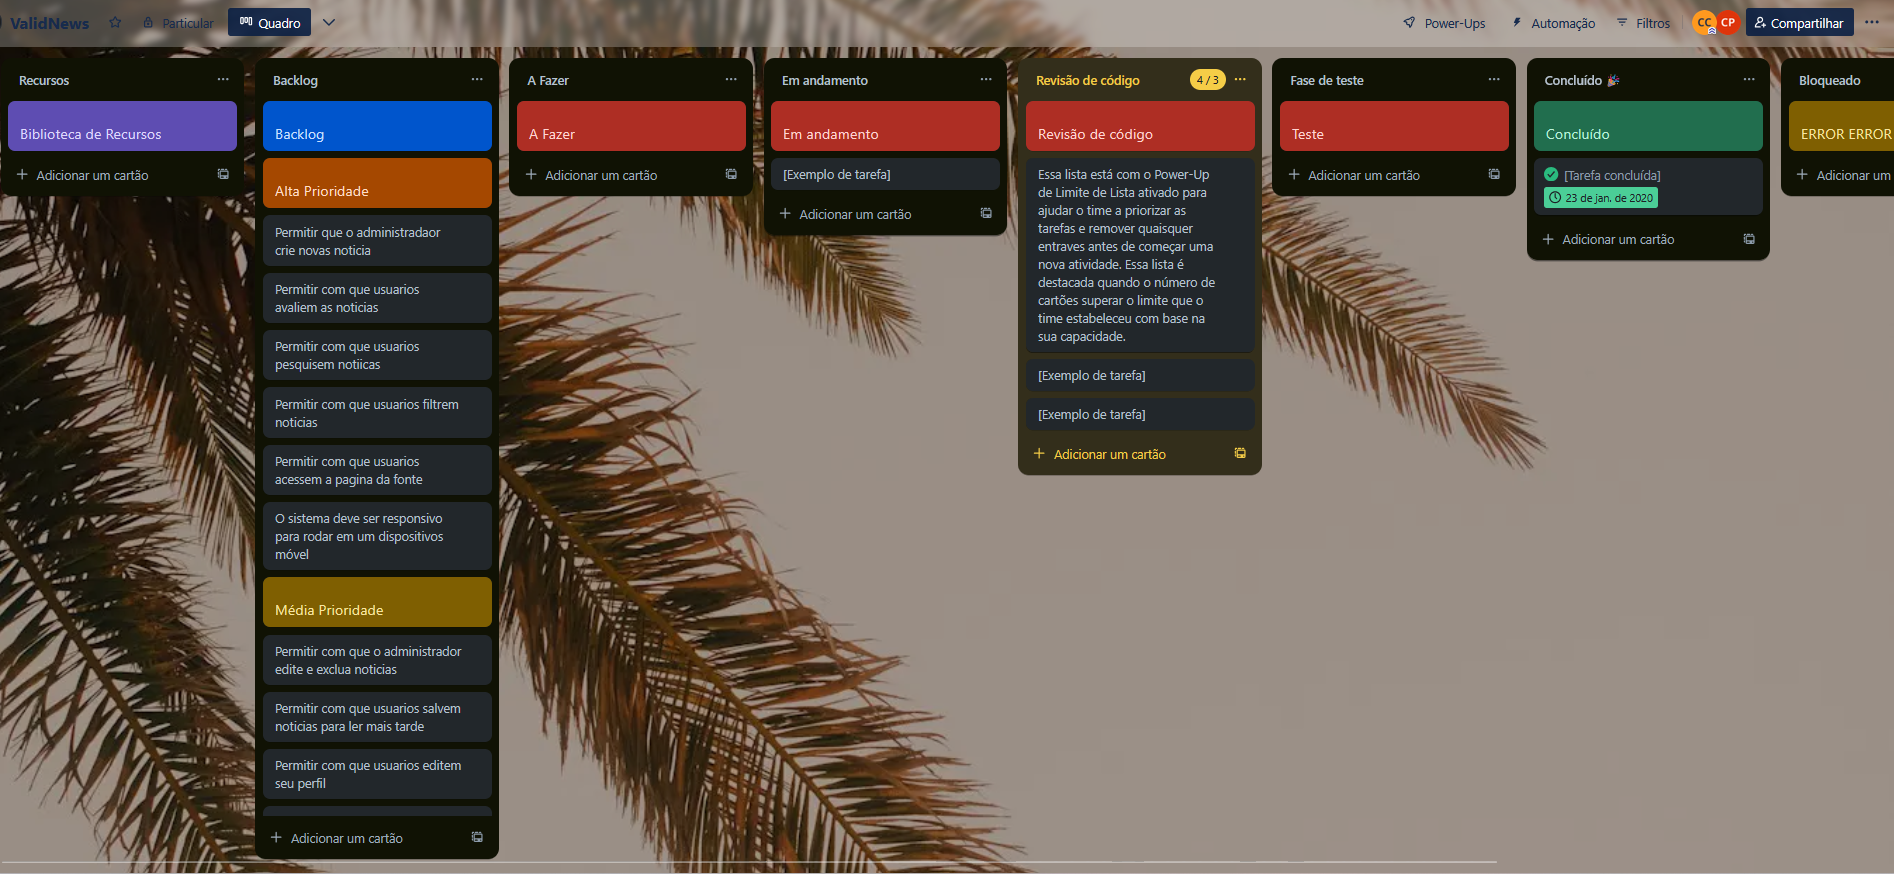 ValidNews
Particular
Quadro
Power-Ups
Automação
Filtros
CC
CP
Compartilhar
Recursos
Biblioteca de Recursos
Adicionar um cartão
Backlog
Backlog
Alta Prioridade
Permitir que o administradaor
crie novas noticia
Permitir com que usuarios
avaliem as noticias
Permitir com que usuarios
pesquisem notiicas
Permitir com que usuarios filtrem
noticias
Permitir com que usuarios
acessem a pagina da fonte
O sistema deve ser responsivo
para rodar em um dispositivos
móvel
Média Prioridade
Permitir com que o administrador
edite e exclua noticias
Permitir com que usuarios salvem
noticias para ler mais tarde
Permitir com que usuarios editem
seu perfil
Adicionar um cartão
A Fazer
A Fazer
Adicionar um cartão
Em andamento
Em andamento
[Exemplo de tarefa]
Adicionar um cartão
Revisão de código
4 / 3
Revisão de código
Essa lista está com o Power-Up
de Limite de Lista ativado para
ajudar o time a priorizar as
tarefas e remover quaisquer
entraves antes de começar uma
nova atividade. Essa lista é
destacada quando o número de
cartões superar o limite que o
time estabeleceu com base na
sua capacidade.
[Exemplo de tarefa]
[Exemplo de tarefa]
Adicionar um cartão
Fase de teste
Teste
Adicionar um cartão
Concluído 🎉
Concluído
[Tarefa concluída]
23 de jan. de 2020
Adicionar um cartão
Bloqueado
ERROR ERROR
Adicionar um